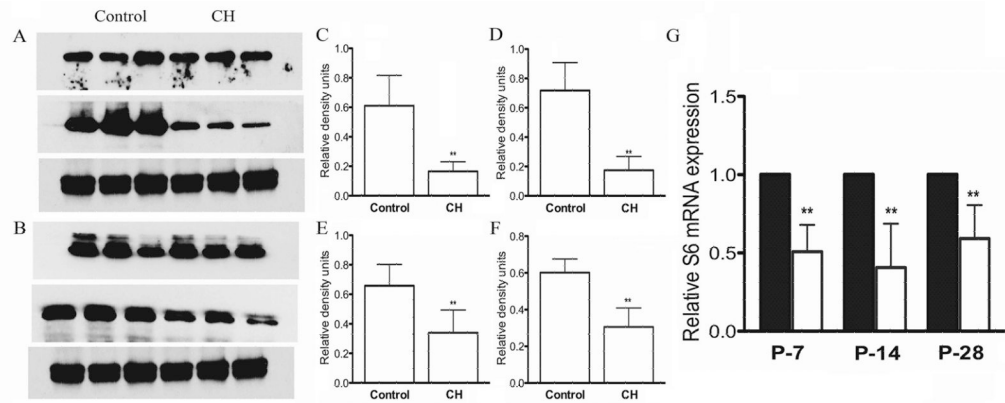 Control CH
A
B
C
Relative density units
1.0
0.8
0.6
0.4
0.2
0.0
Control CH
**
D
Relative density units
1.0
0.8
0.6
0.4
0.2
0.0
Control CH
**
E
Relative density units
1.0
0.8
0.6
0.4
0.2
0.0
Control CH
**
F
Relative density units
0.8
0.6
0.4
0.2
0.0
Control CH
**
G
Relative S6 mRNA expression
1.5
1.0
0.5
0.0
** ** **
P-7 P-14 P-28